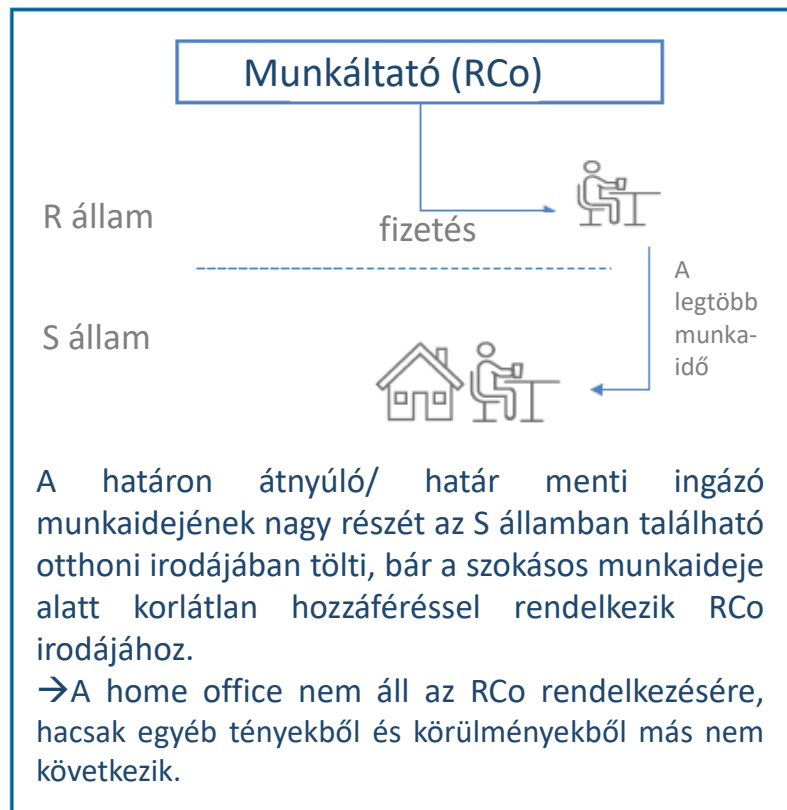 Munkáltató (RCo)
R állam
fizetés
A
legtöbb
munka-
idő
S állam
A határon átnyúló/ határ menti ingázó
munkaidejének nagy részét az S államban található
otthoni irodájában tölti, bár a szokásos munkaideje
alatt korlátlan hozzáféréssel rendelkezik RCo
irodájához.
→A home office nem áll az RCo rendelkezésére,
hacsak egyéb tényekből és körülményekből más nem
következik.